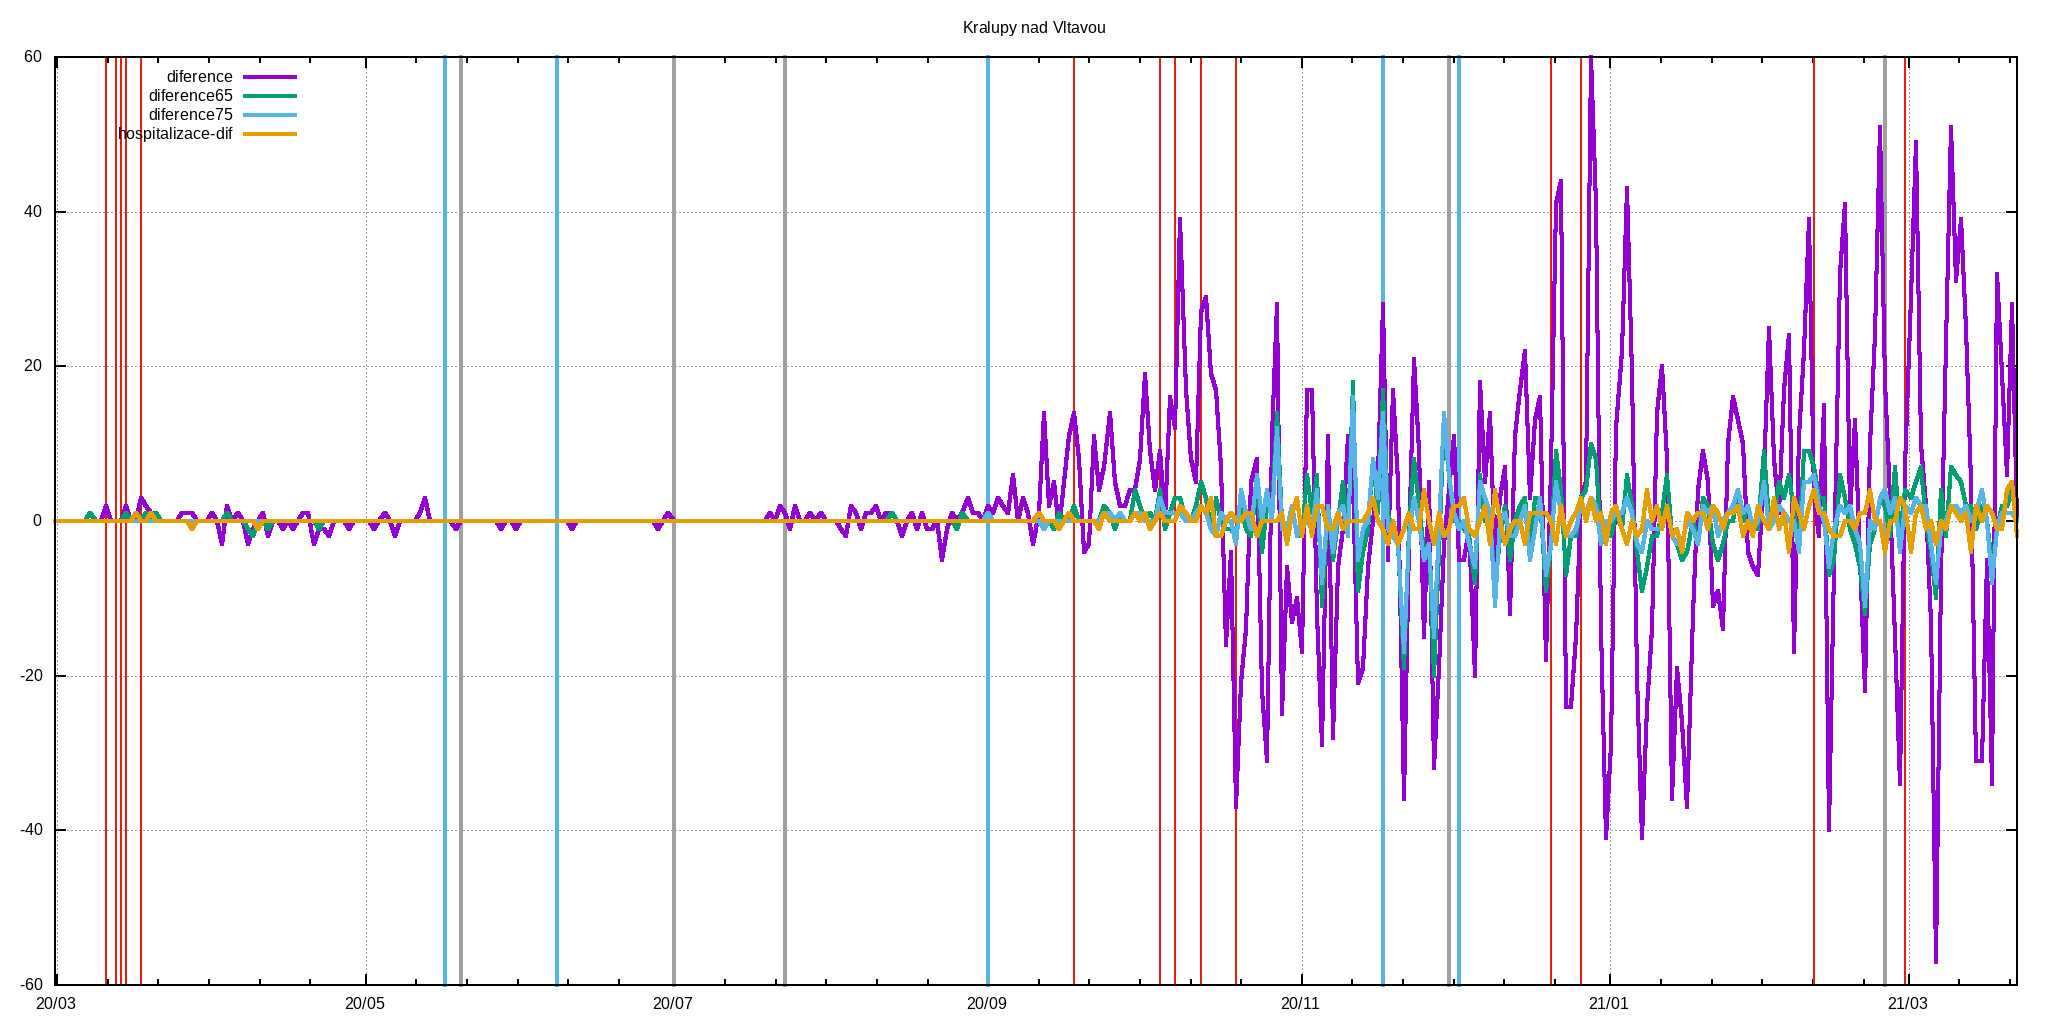 Kralupy nad Vltavou
diference
diference65
diference75
hospitalizace-dif
60
40
20
0
-20
-40
-60
20/03 20/05 20/07 20/09 20/11 21/01 21/03